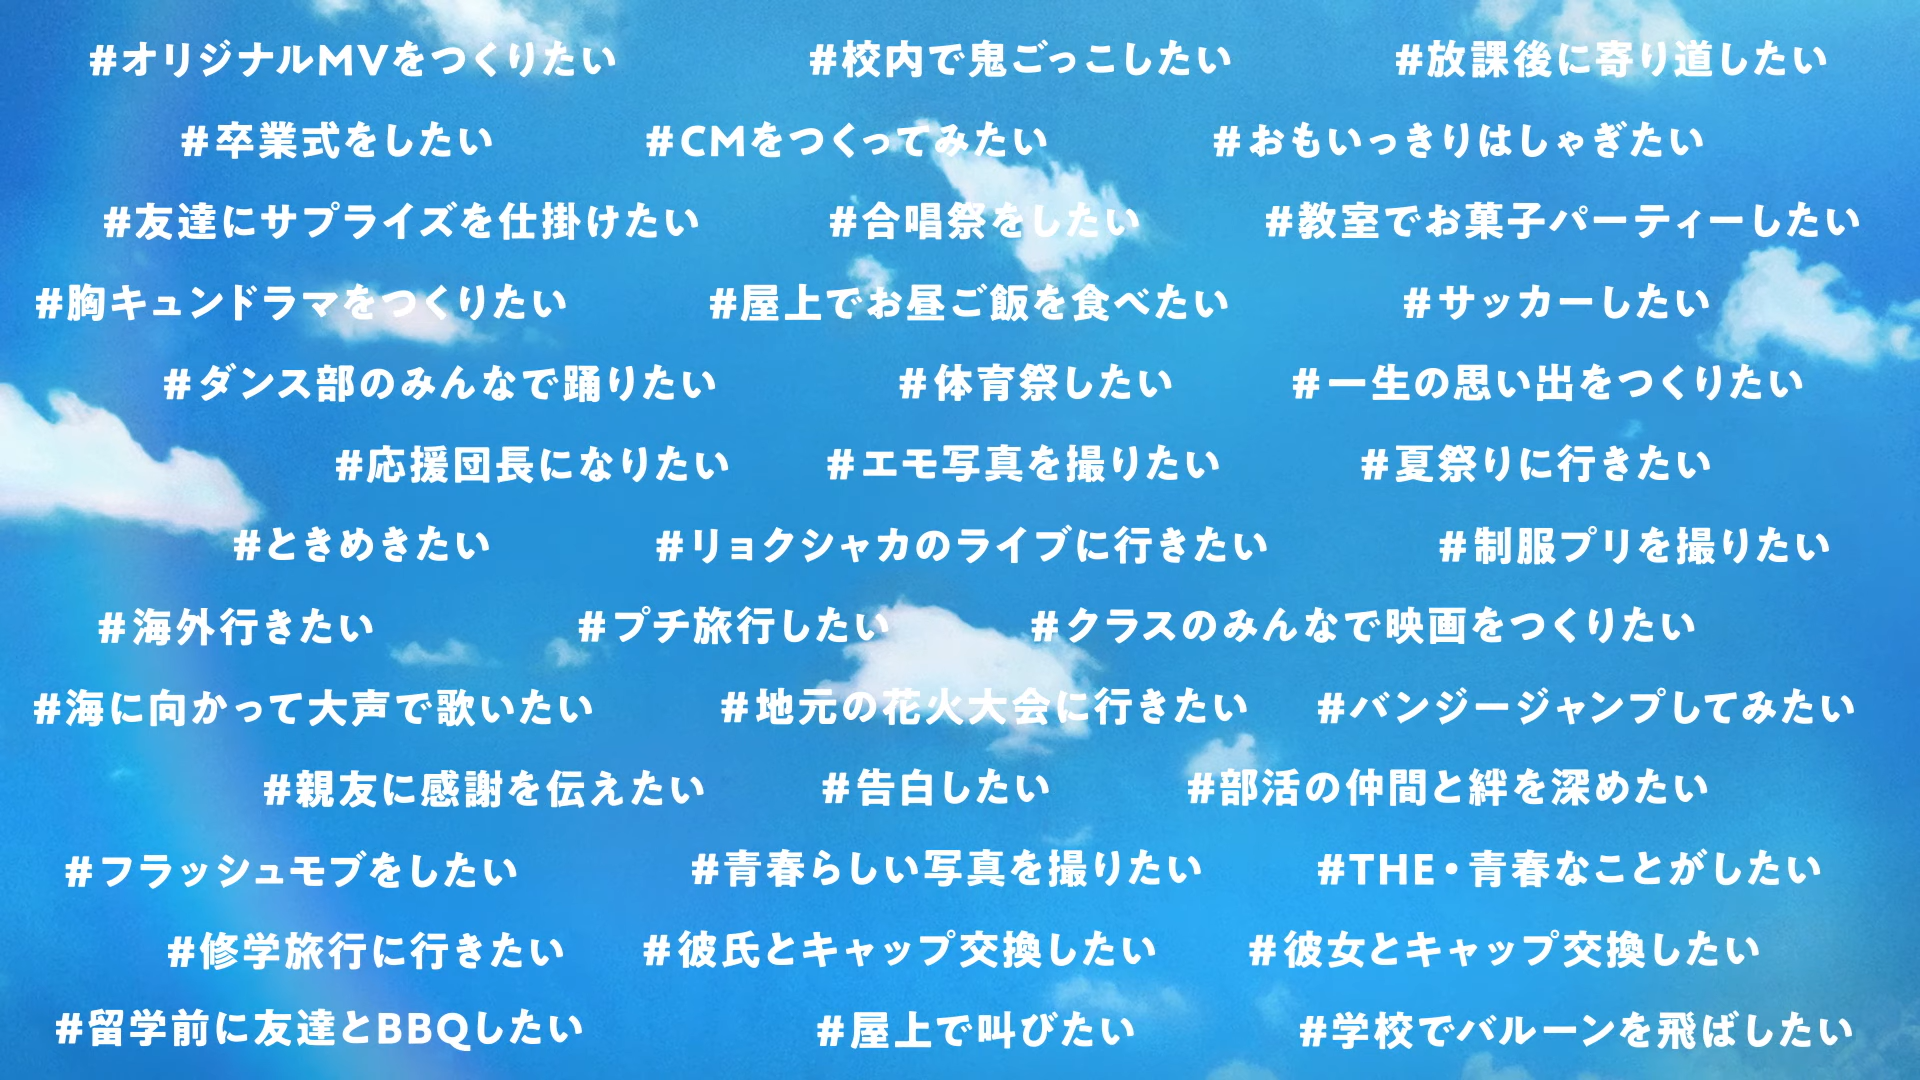 #オリジナルMVをつくりたい #校内で鬼ごっこしたい #放課後に寄り道したい
#卒業式をしたい #CMをつくってみたい #おもいっきりはしゃぎたい
#友達にサプライズを仕掛けたい #合唱祭をしたい #教室でお菓子パーティーしたい
#胸キュンドラマをつくりたい #屋上でお昼ご飯を食べたい #サッカーしたい
#ダンス部のみんなで踊りたい #体育祭したい #一生の思い出をつくりたい
#応援団長になりたい #エモ写真を撮りたい #夏祭りに行きたい
#ときめきたい #リョクシャカのライブに行きたい #制服プリを撮りたい
#海外行きたい #プチ旅行したい #クラスのみんなで映画をつくりたい
#海に向かって大声で歌いたい #地元の花火大会に行きたい #バンジージャンプしてみたい
#親友に感謝を伝えたい #告白したい #部活の仲間と絆を深めたい
#フラッシュモブをしたい #青春らしい写真を撮りたい #THE・青春なことがしたい
#修学旅行に行きたい #彼氏とキャップ交換したい #彼女とキャップ交換したい
#留学前に友達とBBQしたい #屋上で叫びたい #学校でバルーンを飛ばしたい